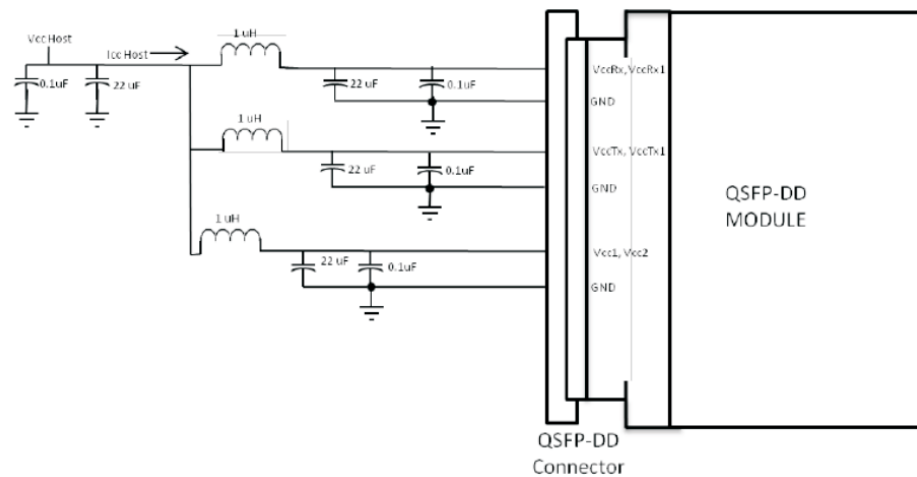 1 uH
Vcc Host
Icc Host
0.1uF
22 uF
22 uF
0.1uF
VccRx, VccRx1
GND
1 uH
22 uF
0.1uF
VccTx, VccTx1
GND
QSFP-DD
MODULE
1 uH
22 uF
0.1uF
Vcc1, Vcc2
GND
QSFP-DD
Connector